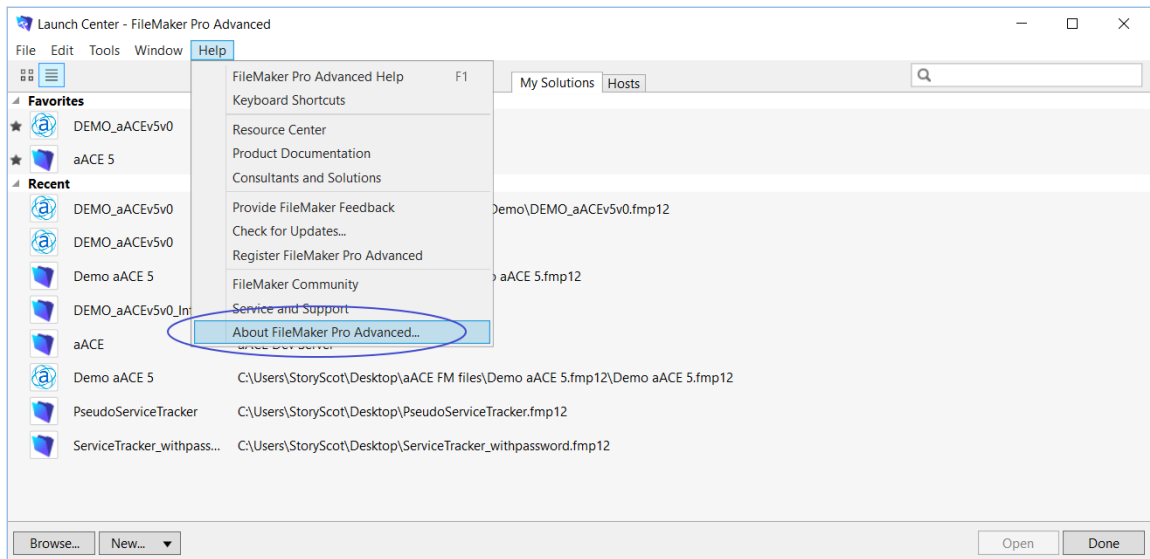 Launch Center - FileMaker Pro Advanced
File Edit Tools Window Help
My Solutions Hosts
FileMaker Pro Advanced Help F1
Keyboard Shortcuts
Resource Center
Product Documentation
Consultants and Solutions
Provide FileMaker Feedback
Check for Updates...
Register FileMaker Pro Advanced
FileMaker Community
Service and Support
About FileMaker Pro Advanced...
Favorites
DEMO_aACEv5v0
aACE 5
Recent
DEMO_aACEv5v0 Demo\DEMO_aACEv5v0.fmp12
DEMO_aACEv5v0
Demo aACE 5 aACE 5.fmp12
DEMO_aACEv5v0_In
aACE aACE Dev Server
Demo aACE 5 C:\Users\StoryScot\Desktop\aACE FM files\Demo aACE 5.fmp12\Demo aACE 5.fmp12
PseudoServiceTracker C:\Users\StoryScot\Desktop\PseudoServiceTracker.fmp12
ServiceTracker_withpass... C:\Users\StoryScot\Desktop\ServiceTracker_withpassword.fmp12
Browse... New... Open Done